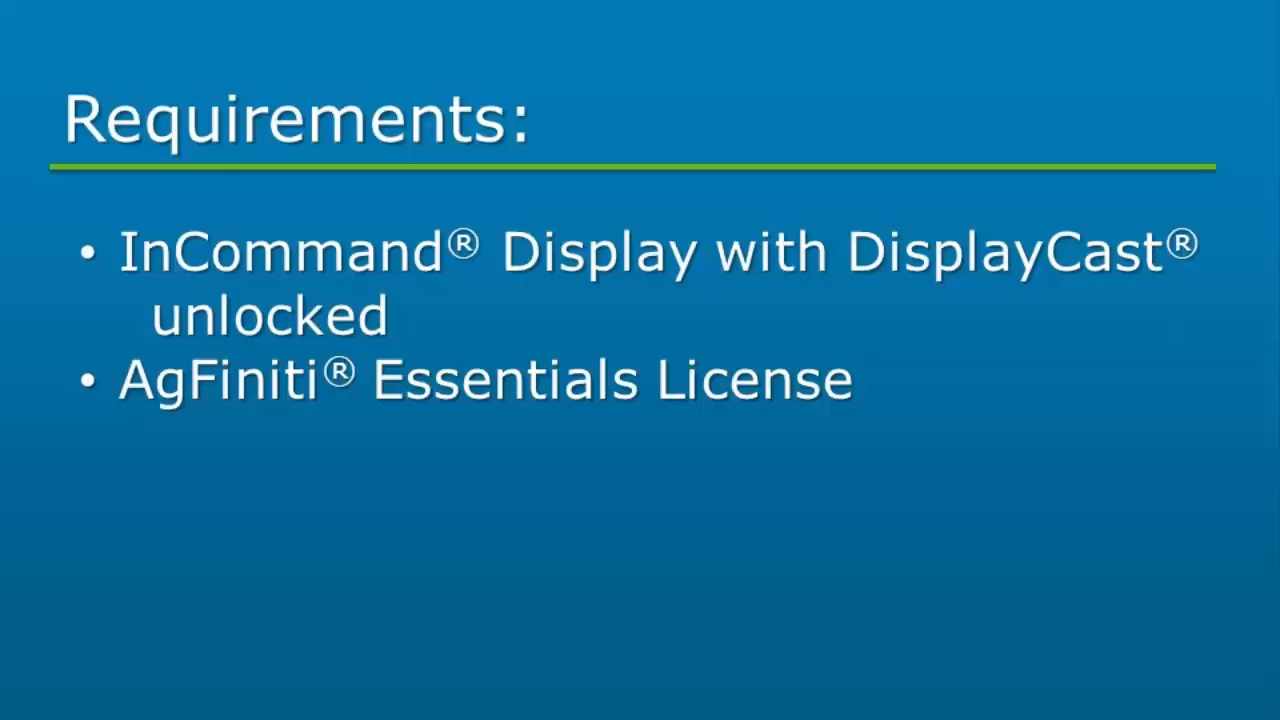 Requirements:
• InCommand® Display with DisplayCast®
unlocked
• AgFiniti® Essentials License